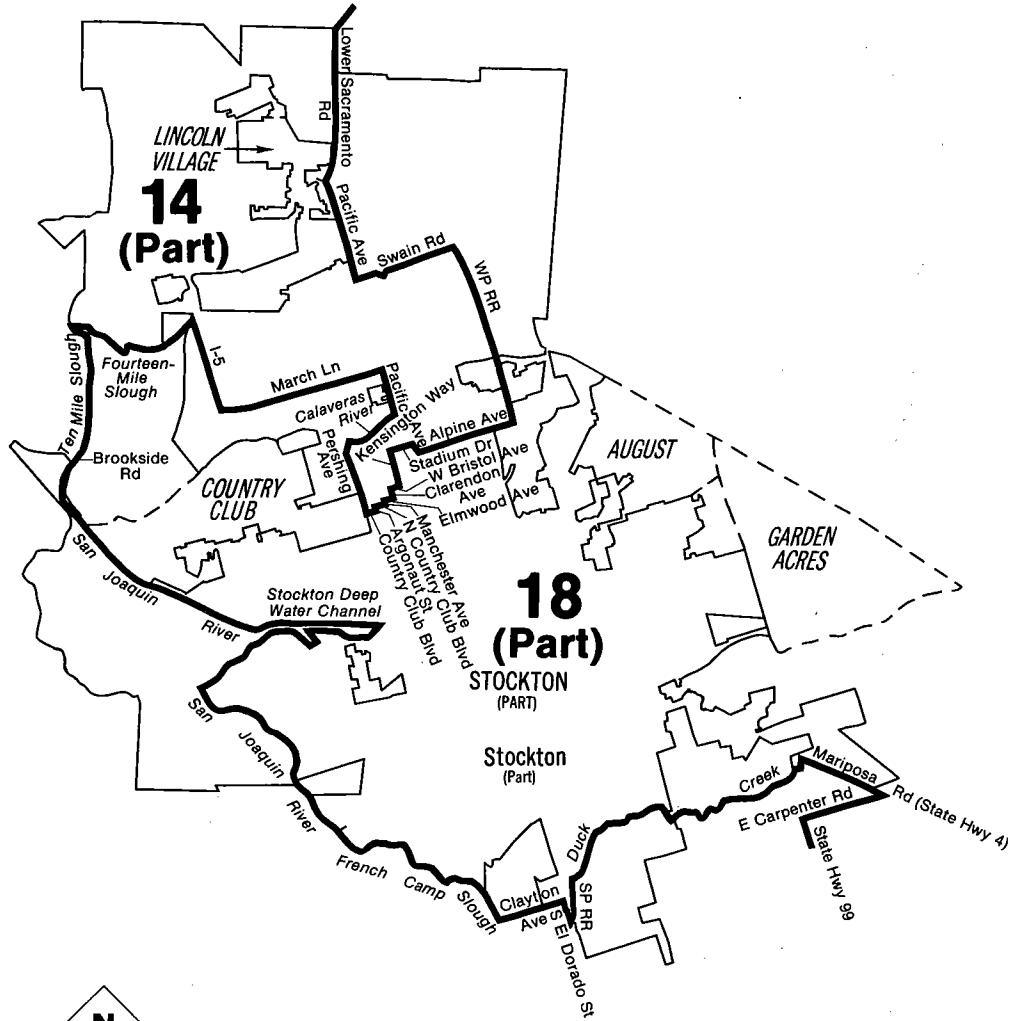 Lower Sacramento
Rd
LINCOLN
VILLAGE
14
(Part)
Pacific Ave
Swain Rd
WP RR
Ten Mile Slough
Fourteen-
Mile
Slough
I-5
March Ln
Calaveras
River
Pacific Ave
Kensington Way
Alpine Ave
Pershing
Ave
Stadium Dr
W Bristol Ave
Clarendon
Ave
Elmwood Ave
Brookside
Rd
COUNTRY
CLUB
AUGUST
GARDEN
ACRES
Manchester Ave
N Country Club Blvd
Argonaut St
Country Club Blvd
San
Joaquin
River
Stockton Deep
Water Channel
18
(Part)
STOCKTON
(PART)
Stockton
(Part)
San
Joaquin
River
French
Camp
Slough
Clayton
Ave
S El Dorado St
SP RR
Duck
Creek
Mariposa
Rd (State Hwy 4)
E Carpenter Rd
State Hwy 99
N